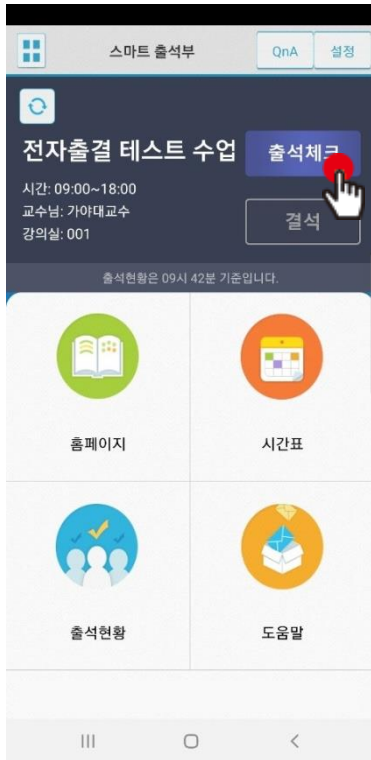 스마트 출석부
QnA
설정
전자출결 테스트 수업
출석체크
시간: 09:00~18:00
교수님: 가야대교수
강의실: 001
결석
출석현황은 09시 42분 기준입니다.
홈페이지
시간표
출석현황
도움말